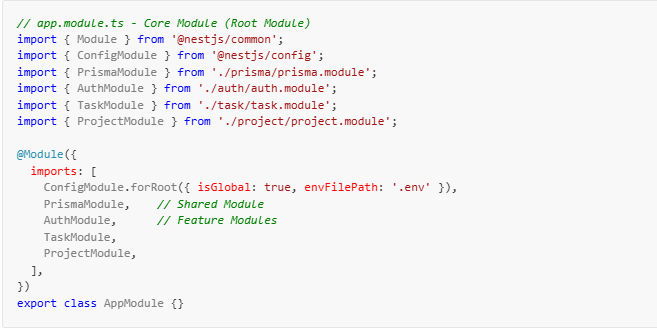 // app.module.ts - Core Module (Root Module)
import { Module } from '@nestjs/common';
import { ConfigModule } from '@nestjs/config';
import { PrismaModule } from './prisma/prisma.module';
import { AuthModule } from './auth/auth.module';
import { TaskModule } from './task/task.module';
import { ProjectModule } from './project/project.module';

@Module({
  imports: [
    ConfigModule.forRoot({ isGlobal: true, envFilePath: '.env' }),
    PrismaModule,    // Shared Module
    AuthModule,      // Feature Modules
    TaskModule,
    ProjectModule,
  ],
})
export class AppModule {}